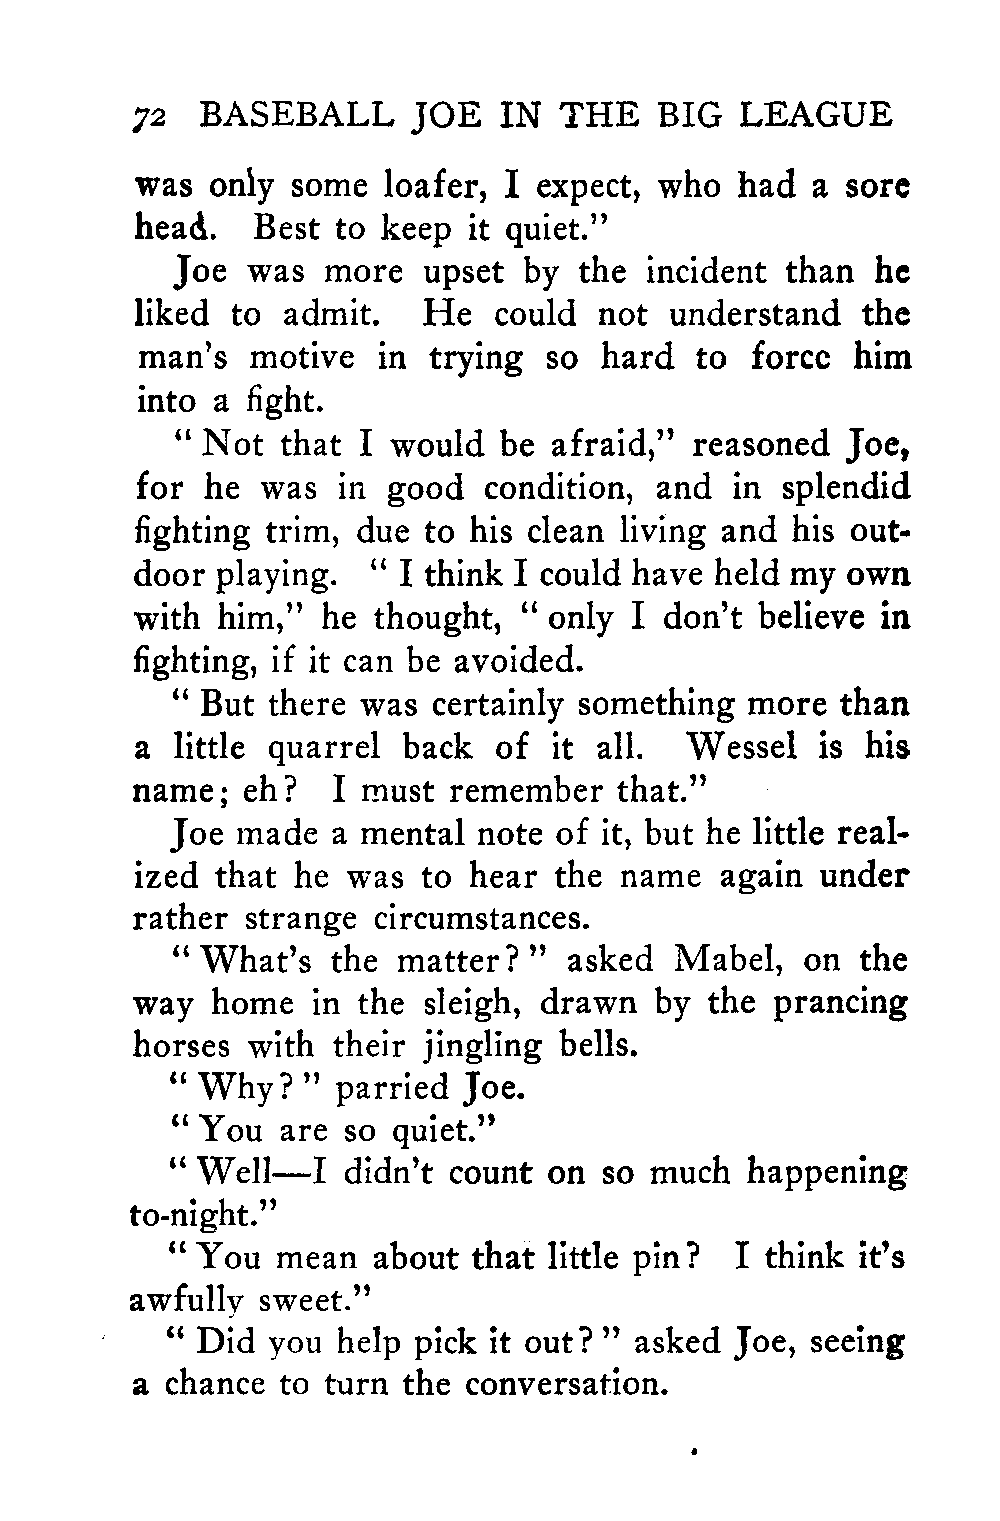 72 BASEBALL JOE IN THE BIG LEAGUE
was only some loafer, I expect, who had a sore
head. Best to keep it quiet."
Joe was more upset by the incident than he
liked to admit. He could not understand the
man's motive in trying so hard to force him
into a fight.
"Not that I would be afraid," reasoned Joe,
for he was in good condition, and in splendid
fighting trim, due to his clean living and his out-
door playing. "I think I could have held my own
with him," he thought, "only I don't believe in
fighting, if it can be avoided.
"But there was certainly something more than
a little quarrel back of it all. Wessel is his
name; eh? I must remember that."
Joe made a mental note of it, but he little real-
ized that he was to hear the name again under
rather strange circumstances.
"What's the matter?" asked Mabel, on the
way home in the sleigh, drawn by the prancing
horses with their jingling bells.
"Why?" parried Joe.
"You are so quiet."
"Well—I didn't count on so much happening
to-night."
"You mean about that little pin? I think it's
awfully sweet."
"Did you help pick it out?" asked Joe, seeing
a chance to turn the conversation.